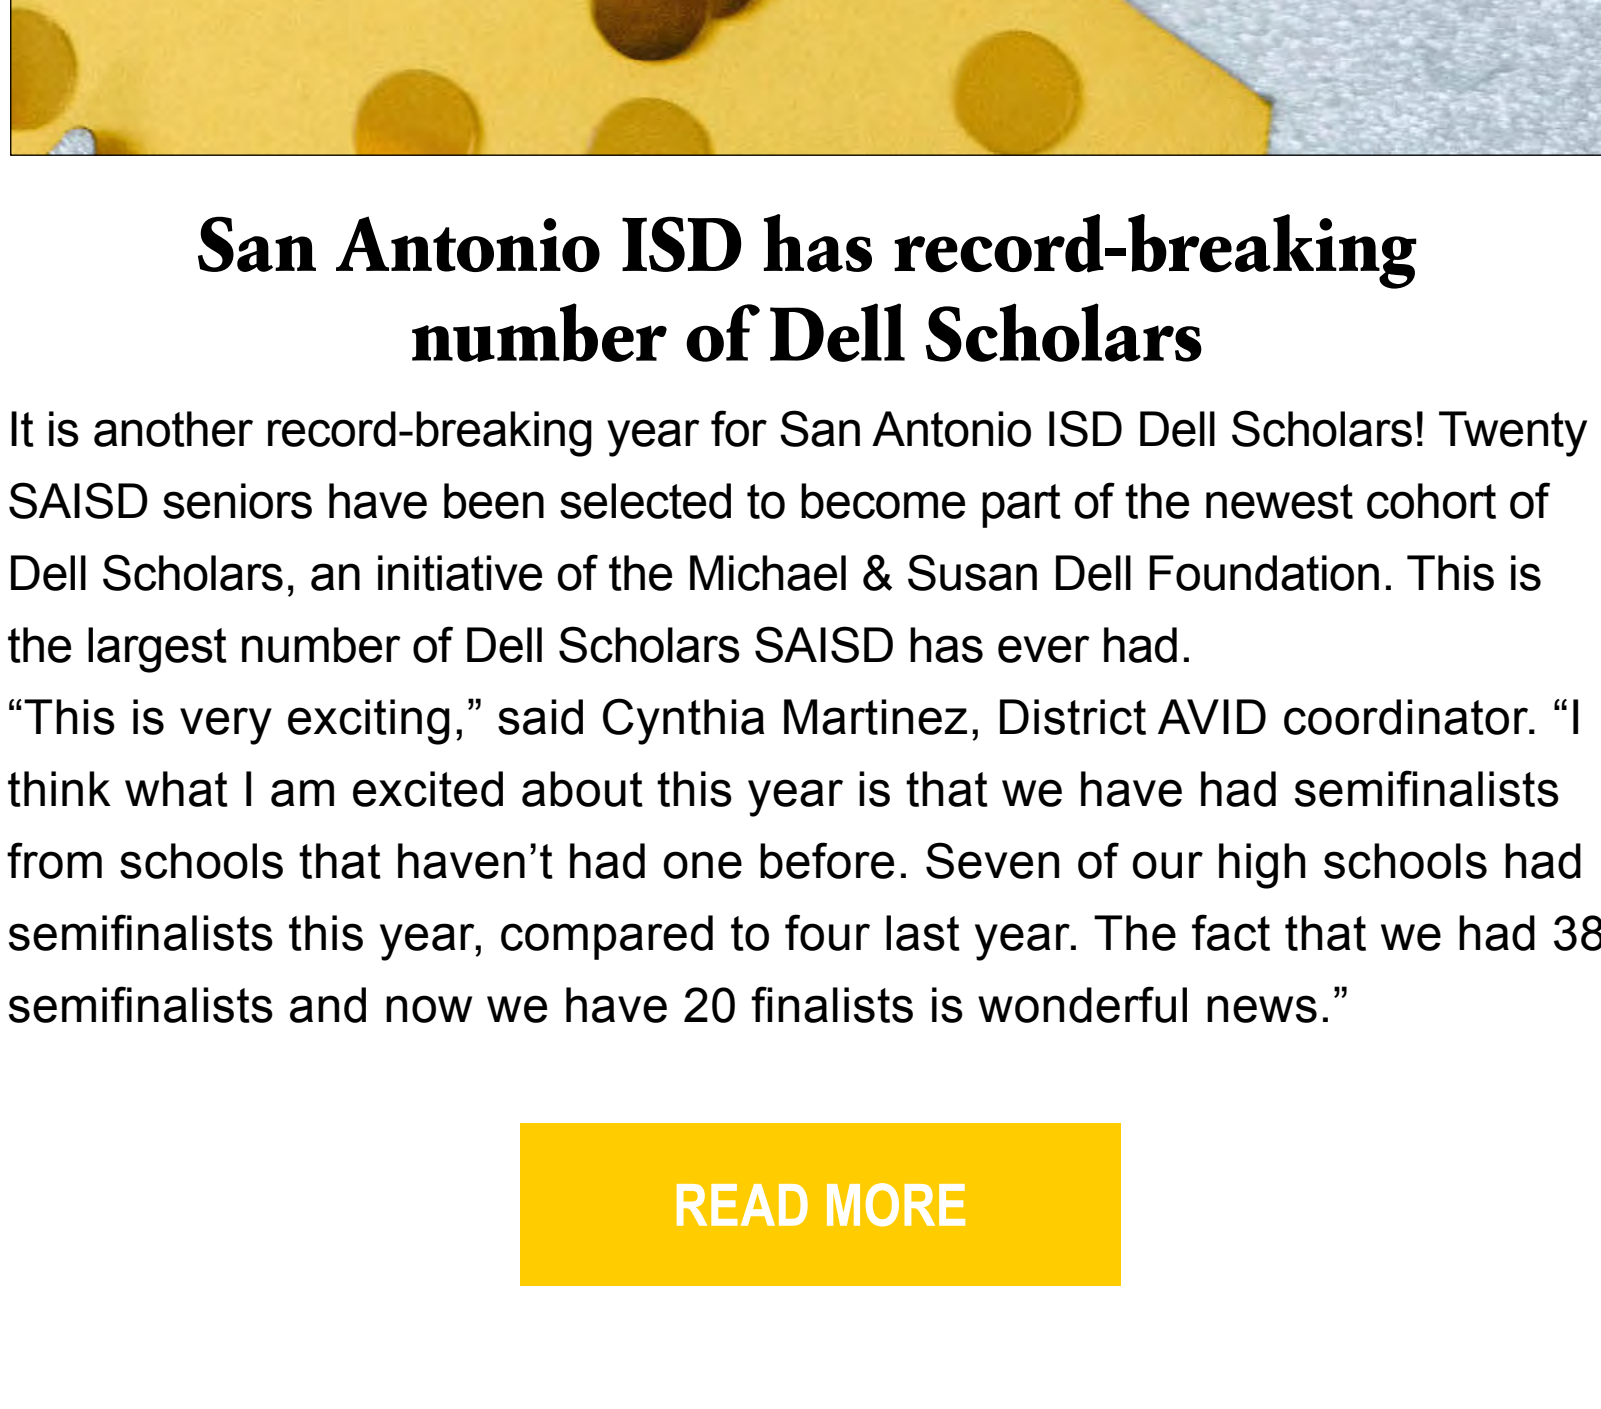 San Antonio ISD has record-breaking
number of Dell Scholars
It is another record-breaking year for San Antonio ISD Dell Scholars! Twenty
SAISD seniors have been selected to become part of the newest cohort of
Dell Scholars, an initiative of the Michael & Susan Dell Foundation. This is
the largest number of Dell Scholars SAISD has ever had.
“This is very exciting,” said Cynthia Martinez, District AVID coordinator. “I
think what I am excited about this year is that we have had semifinalists
from schools that haven’t had one before. Seven of our high schools had
semifinalists this year, compared to four last year. The fact that we had 38
semifinalists and now we have 20 finalists is wonderful news.”
READ MORE